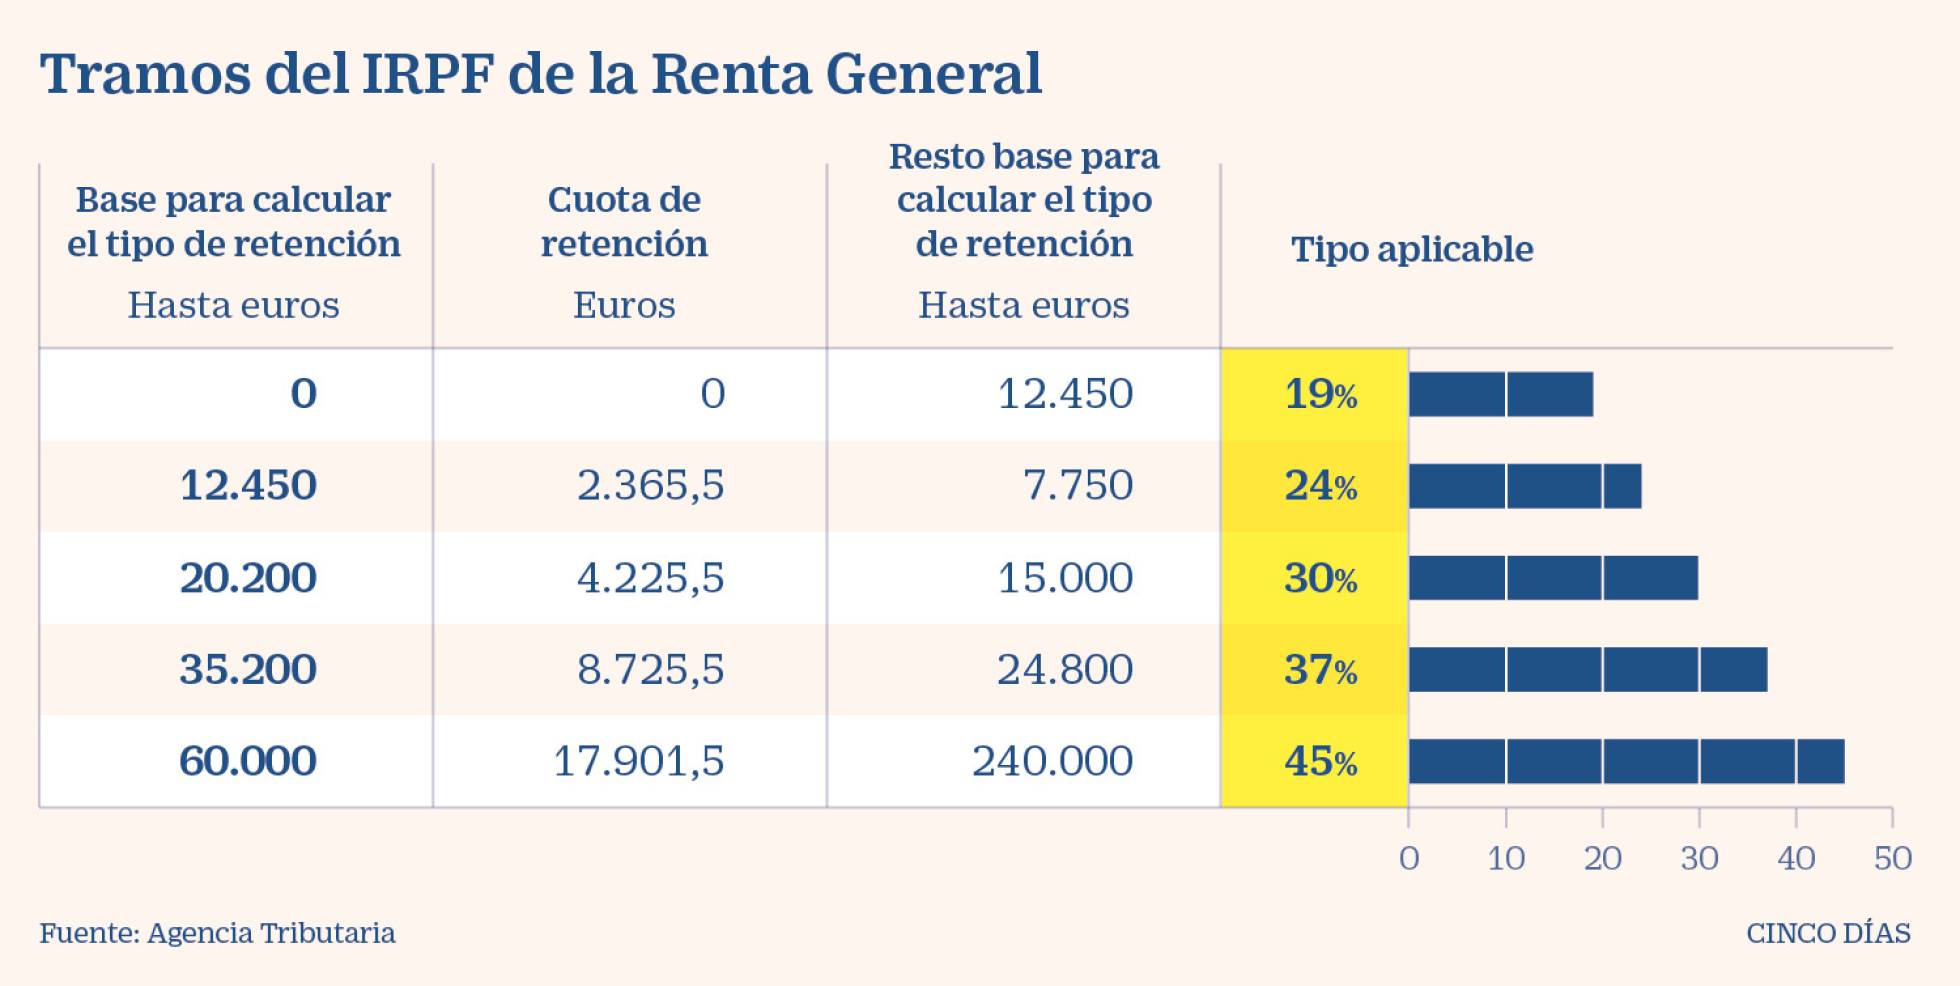 Tramos del IRPF de la Renta General
Base para calcular
el tipo de retención
Hasta euros
Cuota de
retención
Euros
Resto base para
calcular el tipo
de retención
Hasta euros
Tipo aplicable
0 0 12.450 19%
12.450 2.365,5 7.750 24%
20.200 4.225,5 15.000 30%
35.200 8.725,5 24.800 37%
60.000 17.901,5 240.000 45%
0 10 20 30 40 50
Fuente: Agencia Tributaria
CINCO DÍAS